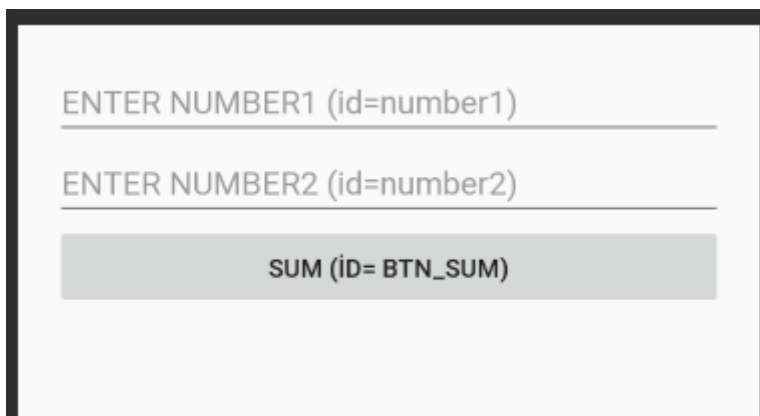 ENTER NUMBER1 (id=number1)
ENTER NUMBER2 (id=number2)
SUM (İD= BTN_SUM)